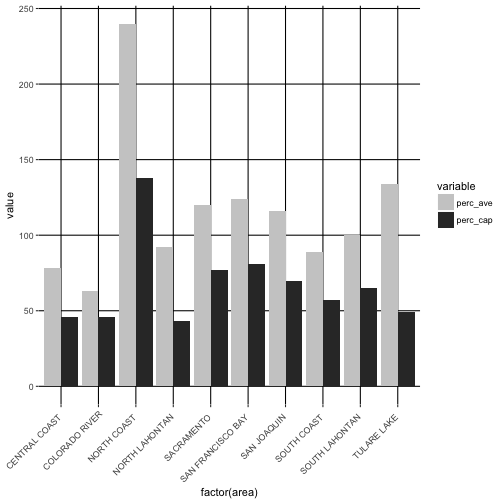 250
200
150
100
50
0
value
CENTRAL COAST
COLORADO RIVER
NORTH COAST
NORTH LAHONTAN
SACRAMENTO
SAN FRANCISCO BAY
SAN JOAQUIN
SOUTH COAST
SOUTH LAHONTAN
TULARE LAKE
factor(area)
variable
perc_ave
perc_cap